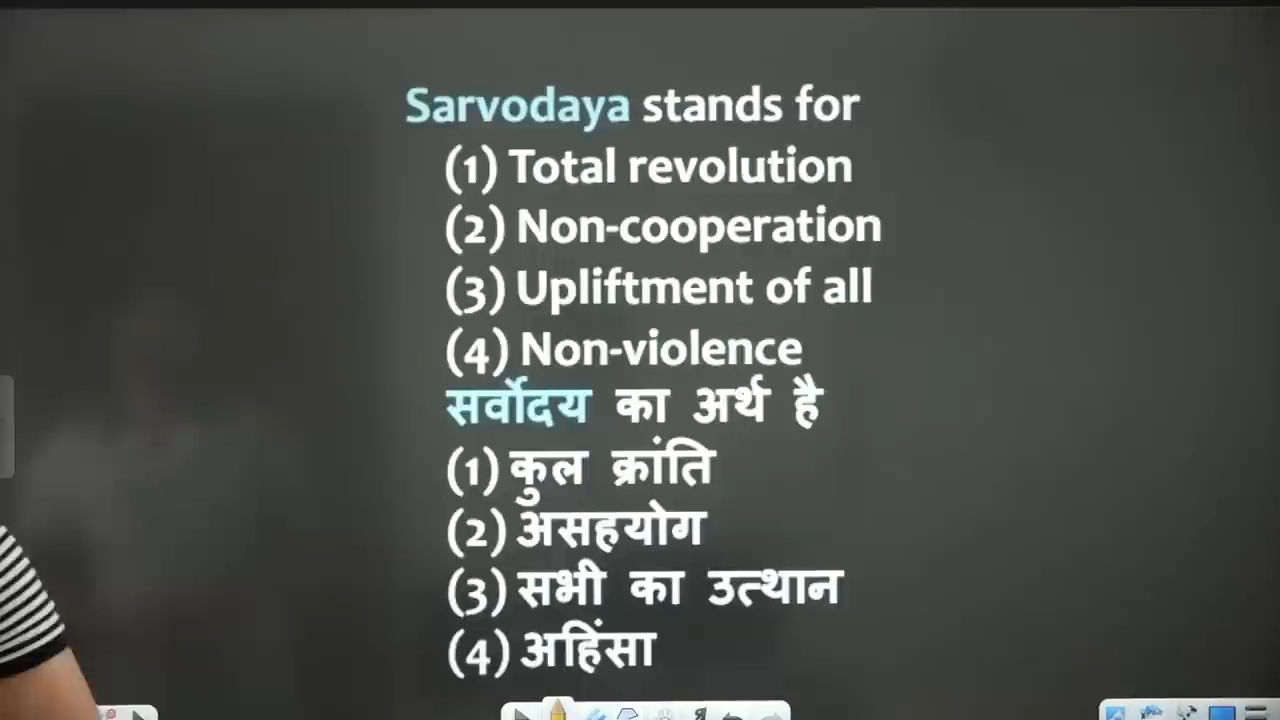 Sarvodaya stands for
(1) Total revolution
(2) Non-cooperation
(3) Upliftment of all
(4) Non-violence
सर्वोदय का अर्थ है
(1) कुल क्रांति
(2) असहयोग
(3) सभी का उत्थान
(4) अहिंसा